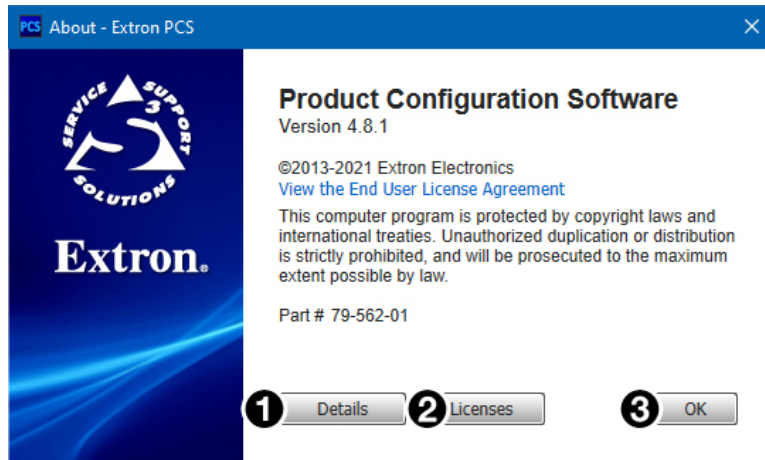 PCS About - Extron PCS
SERVICE SUPPORT SOLUTIONS
3
S
Extron®
Product Configuration Software
Version 4.8.1
©2013-2021 Extron Electronics
View the End User License Agreement
This computer program is protected by copyright laws and
international treaties. Unauthorized duplication or distribution
is strictly prohibited, and will be prosecuted to the maximum
extent possible by law.
Part # 79-562-01
1 Details 2 Licenses 3 OK